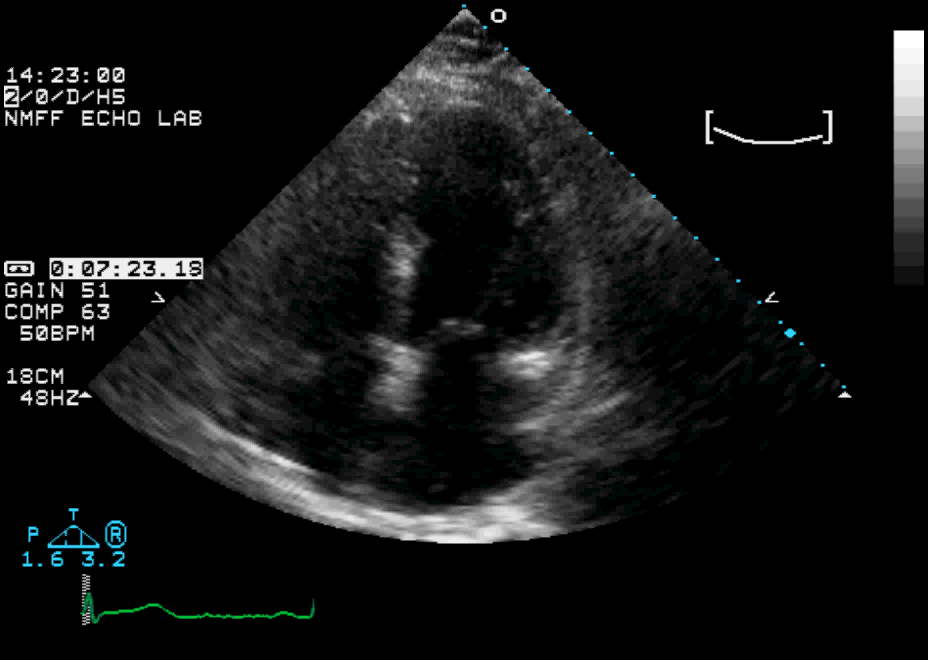 14:23:00
2/0/D/H5
NMFF ECHO LAB
0:07:23.19
GAIN 51
COMP 63
50BPM
18CM
48HZ
T
P R
1.6 3.2